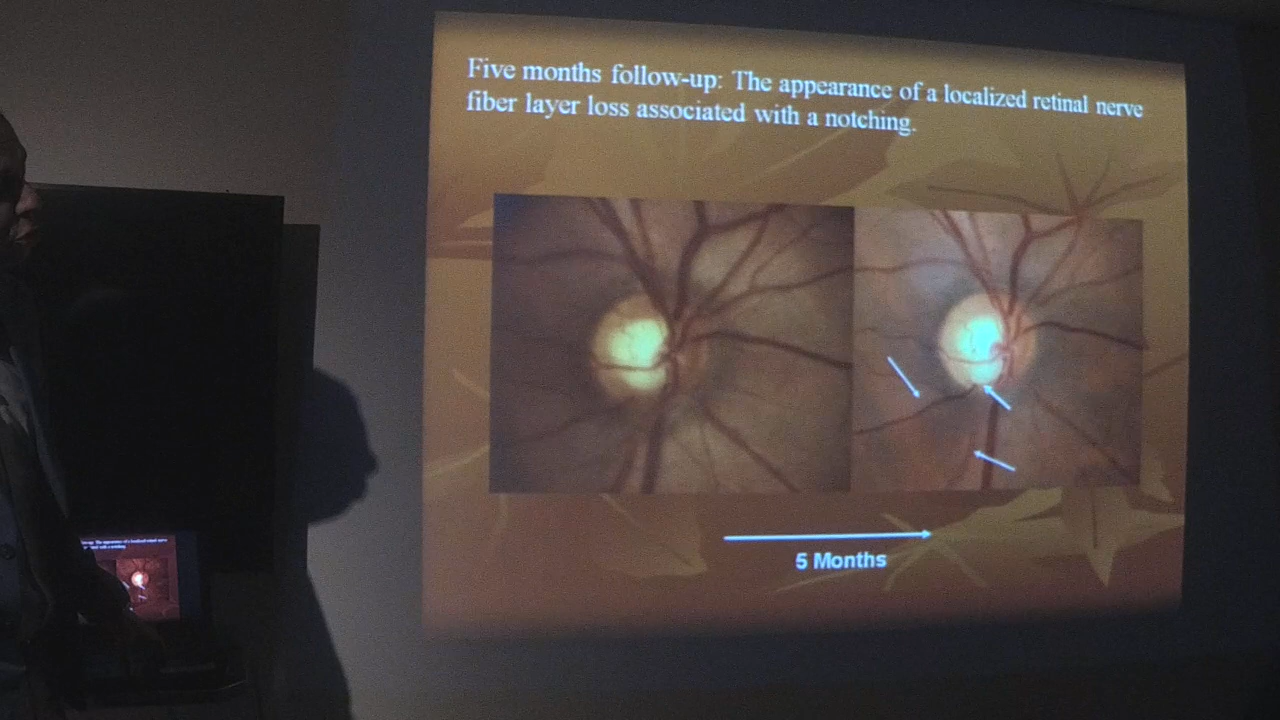 Five months follow-up: The appearance of a localized retinal nerve
fiber layer loss associated with a notching.
5 Months